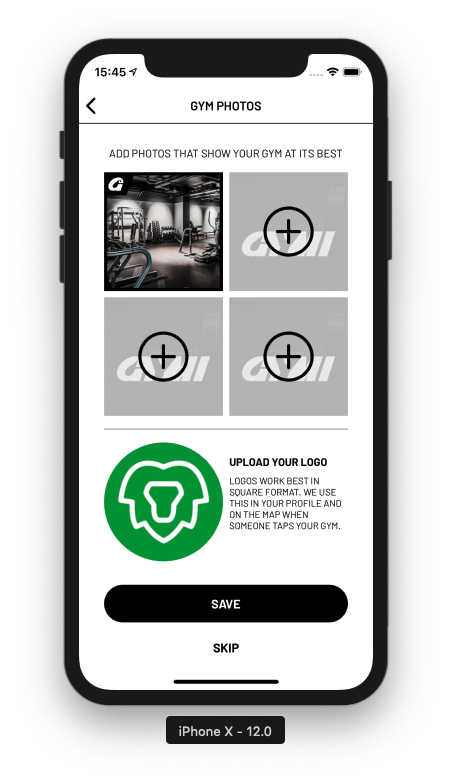 15:45
GYM PHOTOS
ADD PHOTOS THAT SHOW YOUR GYM AT ITS BEST
UPLOAD YOUR LOGO
LOGOS WORK BEST IN
SQUARE FORMAT. WE USE
THIS IN YOUR PROFILE AND
ON THE MAP WHEN
SOMEONE TAPS YOUR GYM.
SAVE
SKIP
iPhone X - 12.0